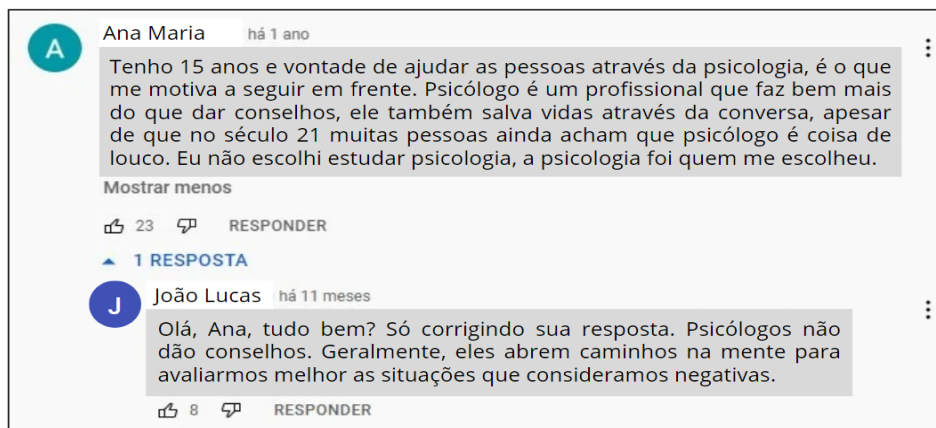 A
Ana Maria há 1 ano
Tenho 15 anos e vontade de ajudar as pessoas através da psicologia, é o que
me motiva a seguir em frente. Psicólogo é um profissional que faz bem mais
do que dar conselhos, ele também salva vidas através da conversa, apesar
de que no século 21 muitas pessoas ainda acham que psicólogo é coisa de
louco. Eu não escolhi estudar psicologia, a psicologia foi quem me escolheu.
Mostrar menos
23 RESPONDER
1 RESPOSTA
J
João Lucas há 11 meses
Olá, Ana, tudo bem? Só corrigindo sua resposta. Psicólogos não
dão conselhos. Geralmente, eles abrem caminhos na mente para
avaliarmos melhor as situações que consideramos negativas.
8 RESPONDER